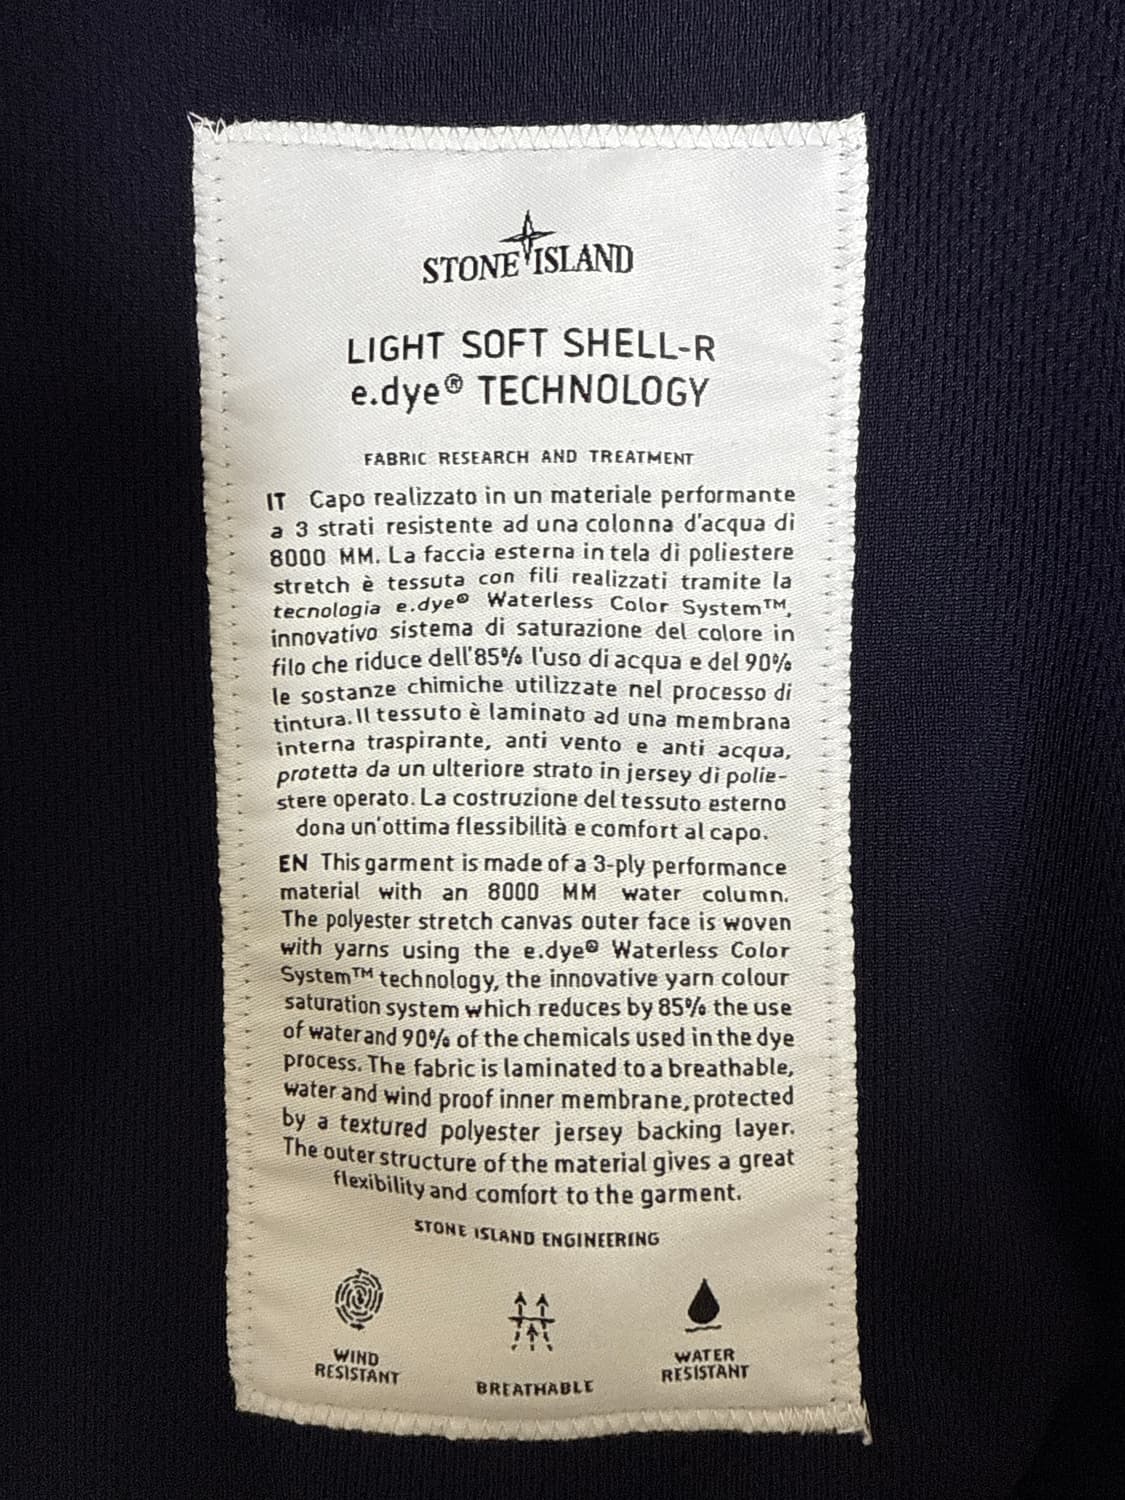 STONE ISLAND
LIGHT SOFT SHELL-R
e.dye® TECHNOLOGY
FABRIC RESEARCH AND TREATMENT
IT Capo realizzato in un materiale performante
a 3 strati resistente ad una colonna d'acqua di
8000 MM. La faccia esterna in tela di poliestere
stretch è tessuta con fili realizzati tramite la
tecnologia e.dye® Waterless Color System™,
innovativo sistema di saturazione del colore in
filo che riduce dell'85% l'uso di acqua e del 90%
le sostanze chimiche utilizzate nel processo di
tintura. Il tessuto è laminato ad una membrana
interna traspirante, anti vento e anti acqua,
protetta da un ulteriore strato in jersey di polie-
stere operato. La costruzione del tessuto esterno
dona un'ottima flessibilità e comfort al capo.
EN This garment is made of a 3-ply performance
material with an 8000 MM water column.
The polyester stretch canvas outer face is woven
with yarns using the e.dye® Waterless Color
System™ technology, the innovative yarn colour
saturation system which reduces by 85% the use
of water and 90% of the chemicals used in the dye
process. The fabric is laminated to a breathable,
water and wind proof inner membrane, protected
by a textured polyester jersey backing layer.
The outer structure of the material gives a great
flexibility and comfort to the garment.
STONE ISLAND ENGINEERING
WIND
RESISTANT
BREATHABLE
WATER
RESISTANT